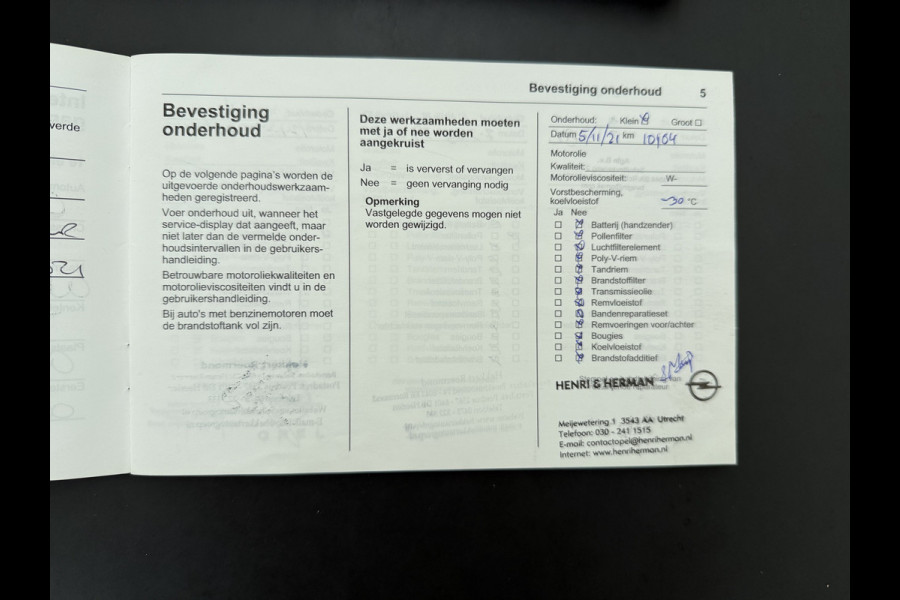 verde
Bevestiging onderhoud 5
Bevestiging
onderhoud
Op de volgende pagina's worden de
uitgevoerde onderhoudswerkzaam-
heden geregistreerd.
Voer onderhoud uit, wanneer het
service-display dat aangeeft, maar
niet later dan de vermelde onder-
houdsintervallen in de gebruikers-
handleiding.
Betrouwbare motoroliekwaliteiten en
motorolieviscositeiten vindt u in de
gebruikershandleiding.
Bij auto's met benzinemotoren moet
de brandstoftank vol zijn.
Deze werkzaamheden moeten
met ja of nee worden
aangekruist
Ja = is ververst of vervangen
Nee = geen vervanging nodig
Opmerking
Vastgelegde gegevens mogen niet
worden gewijzigd.
Onderhoud: Klein Groot
Datum 5/11/21 km
Motorolie
Kwaliteit:
Motorolieviscositeit: W-
Vorstbescherming,
koelvloeistof -30 °C
Ja Nee
Batterij (handzender)
Pollenfilter
Luchtfilterelement
Poly-V-riem
Tandriem
Brandstoffilter
Transmissieolie
Remvloeistof
Bandenreparatieset
Remvoeringen voor/achter
Bougies
Koelvloeistof
Brandstofadditief
HENRI & HERMAN
Meijewetering 1 3543 AA Utrecht
Telefoon: 030 - 241 1515
E-mail: contactopel@henriherman.nl
Internet: www.henriherman.nl